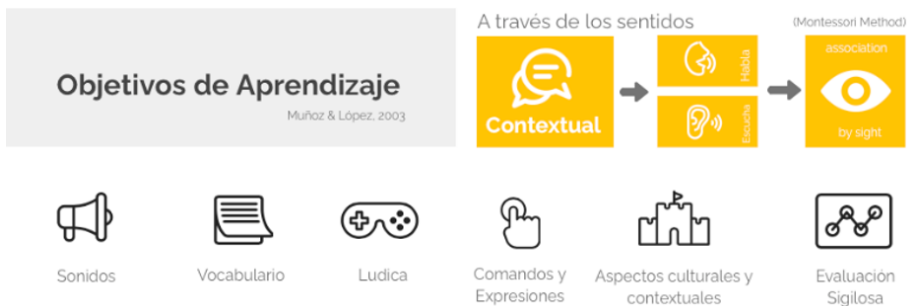 Objetivos de Aprendizaje
Muñoz & López, 2003
A través de los sentidos
(Montessori Method)
Contextual
Habla
Escucha
association
by sight
Sonidos
Vocabulario
Ludica
Comandos y
Expresiones
Aspectos culturales y
contextuales
Evaluación
Sigilosa